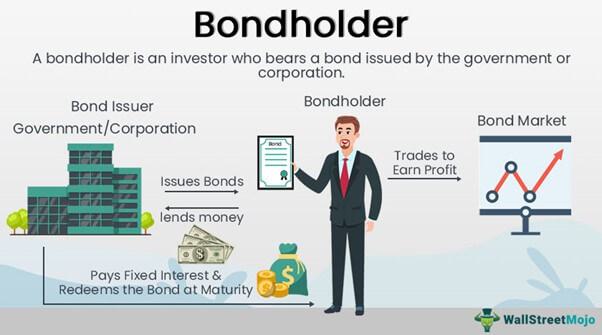 Bondholder
A bondholder is an investor who bears a bond issued by the government or
corporation.
Bond Issuer
Government/Corporation
Bondholder
Bond Market
Bond
Issues Bonds
lends money
Trades to
Earn Profit
Pays Fixed Interest &
Redeems the Bond at Maturity
$
WallStreetMojo